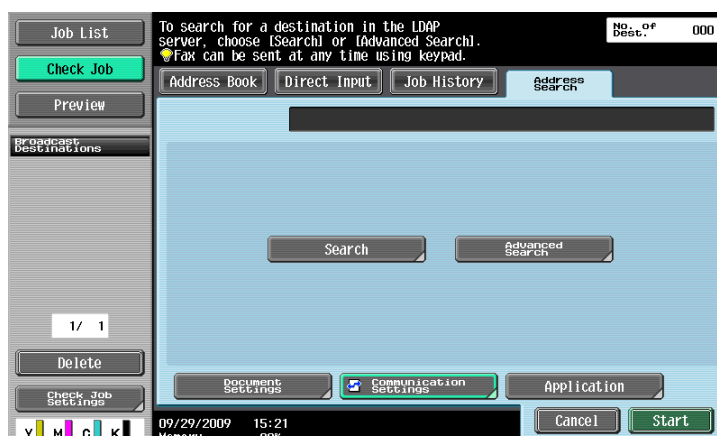 Job List
Check Job
Preview
Broadcast
Destinations
1/ 1
Delete
Check Job
Settings
Y M C K
To search for a destination in the LDAP
server, choose [Search] or [Advanced Search].
Fax can be sent at any time using keypad.
No. of
Dest. 000
Address Book
Direct Input
Job History
Address
Search
Search
Advanced
Search
Document
Settings
Communication
Settings
Application
09/29/2009 15:21
Memory
Cancel
Start